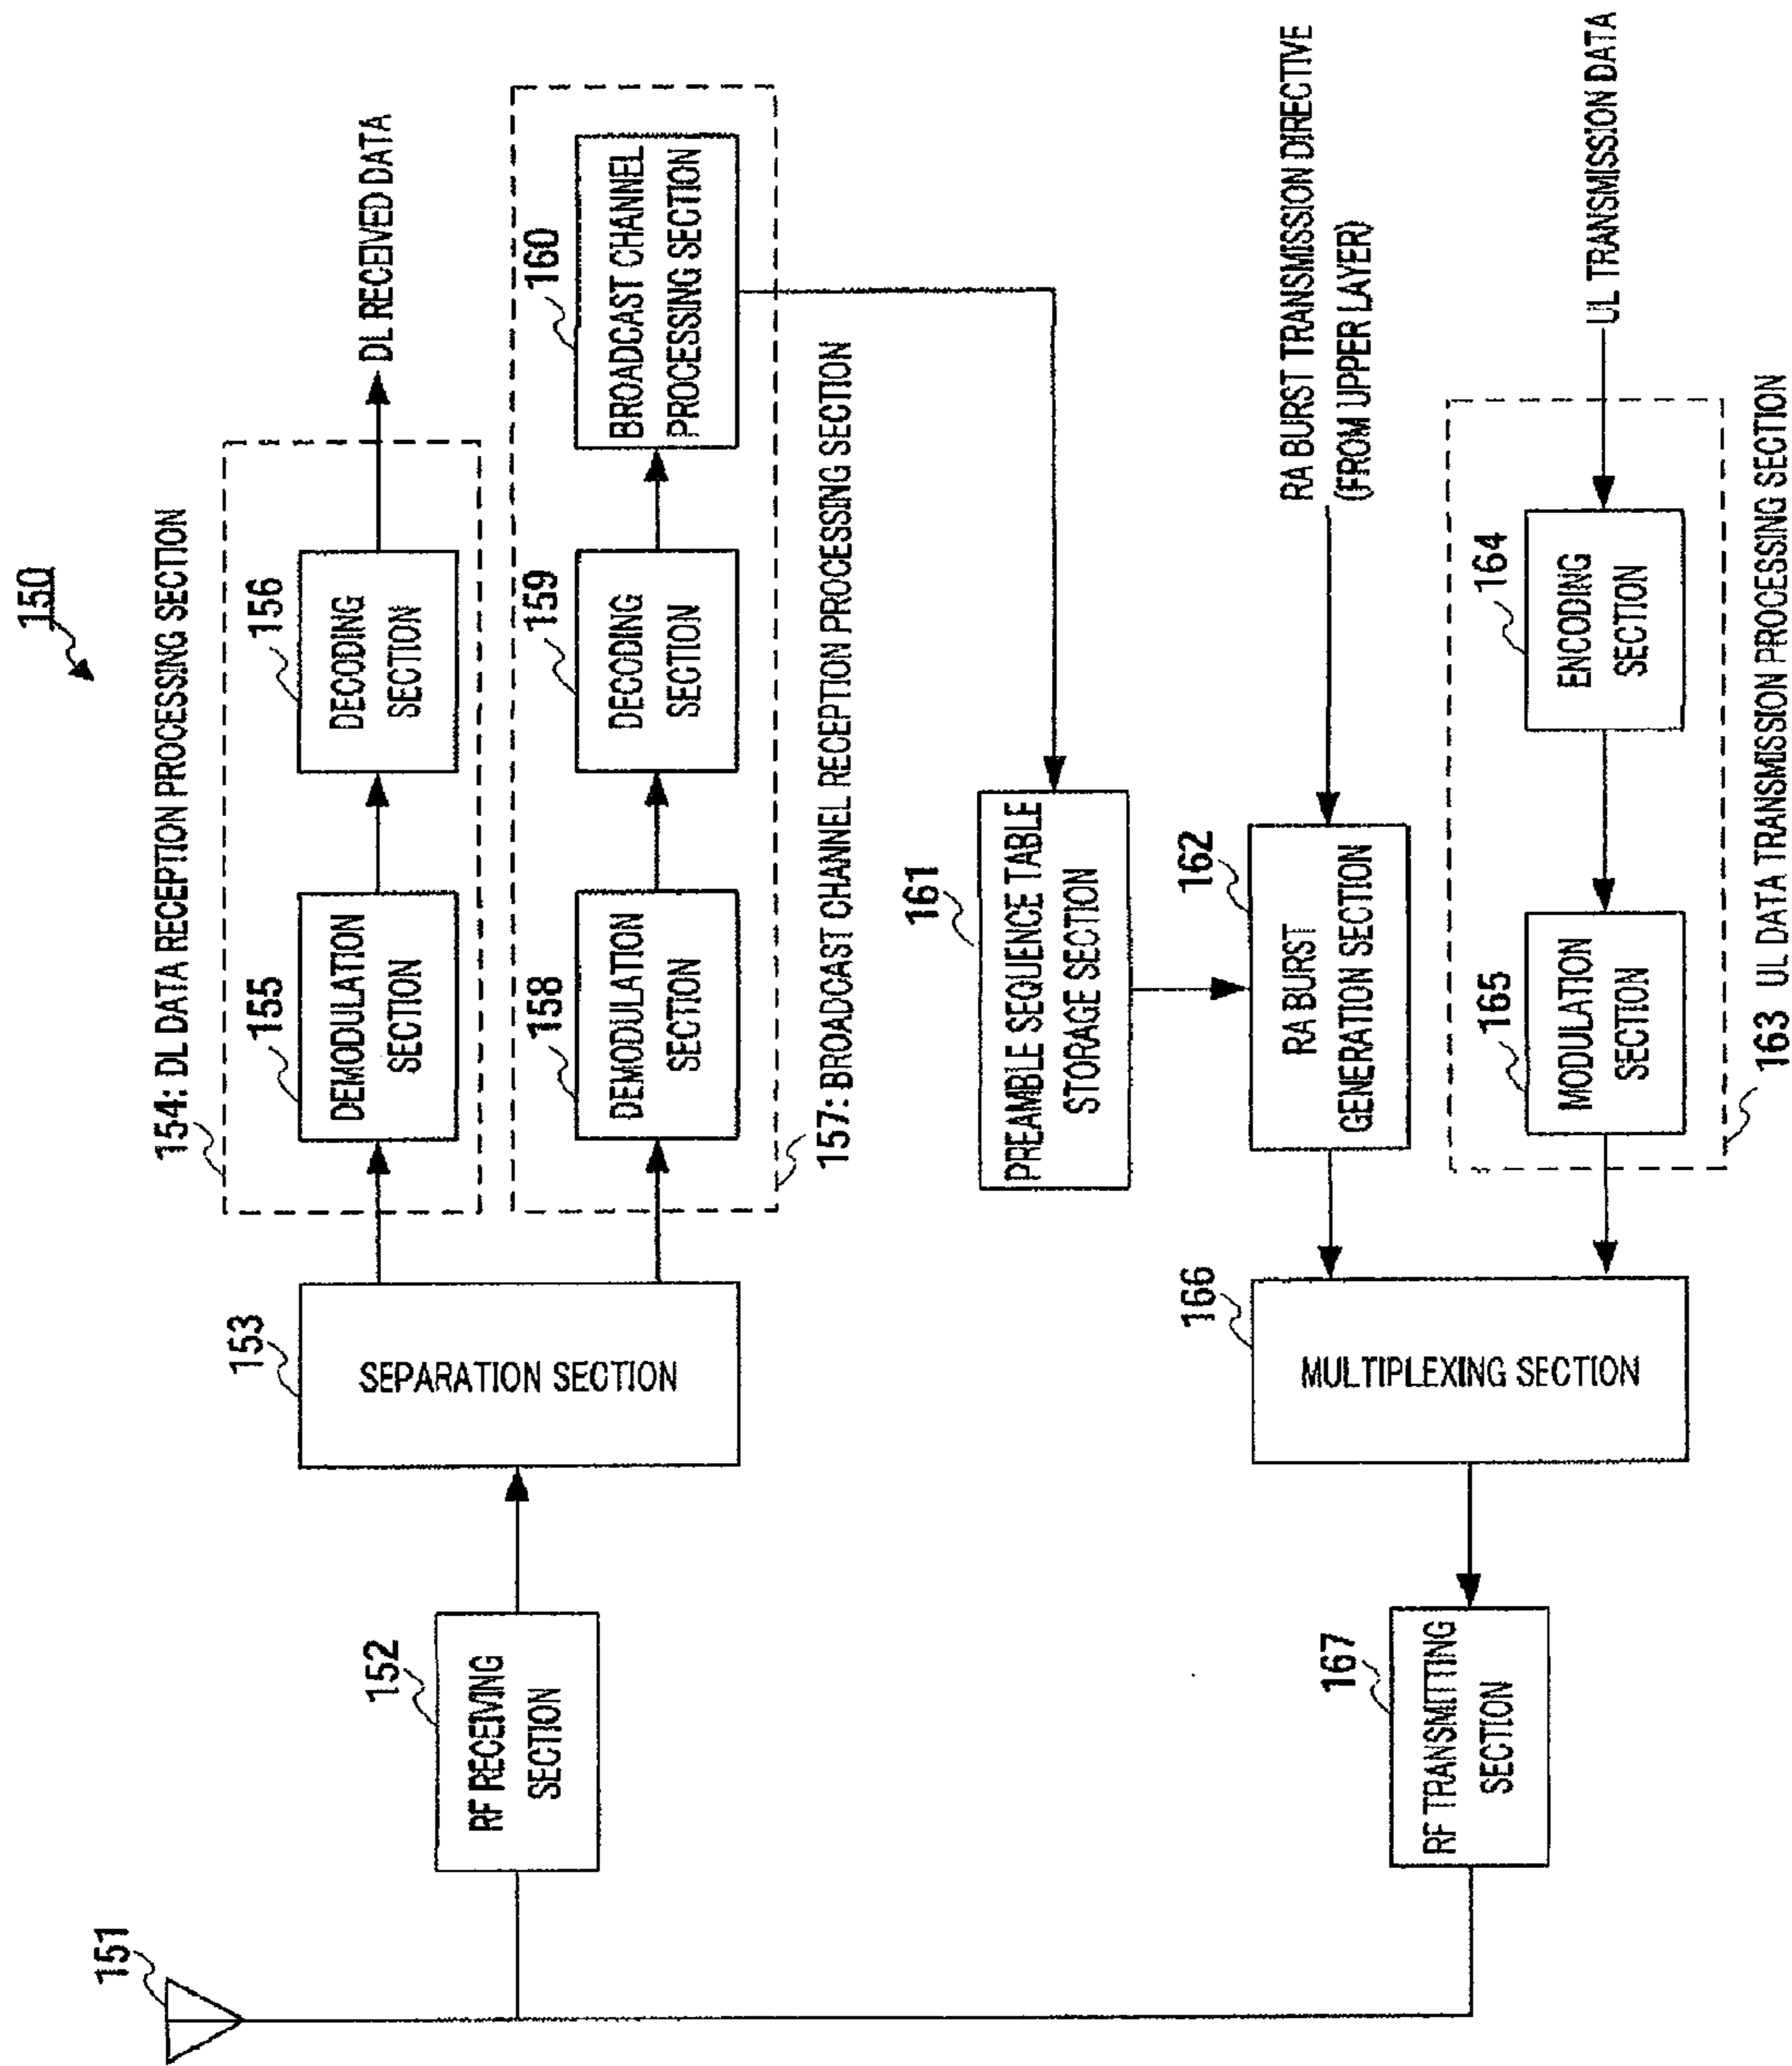 150
154: DL DATA RECEPTION PROCESSING SECTION
151
152
RF RECEIVING
SECTION
153
SEPARATION SECTION
155
DEMODULATION
SECTION
156
DECODING
SECTION
DL RECEIVED DATA
158
DEMODULATION
SECTION
159
DECODING
SECTION
160
BROADCAST CHANNEL
PROCESSING SECTION
157: BROADCAST CHANNEL RECEPTION PROCESSING SECTION
161
PREAMBLE SEQUENCE TABLE
STORAGE SECTION
162
RA BURST
GENERATION SECTION
RA BURST TRANSMISSION DIRECTIVE
(FROM UPPER LAYER)
167
RF TRANSMITTING
SECTION
166
MULTIPLEXING SECTION
165
MODULATION
SECTION
164
ENCODING
SECTION
UL TRANSMISSION DATA
163 UL DATA TRANSMISSION PROCESSING SECTION